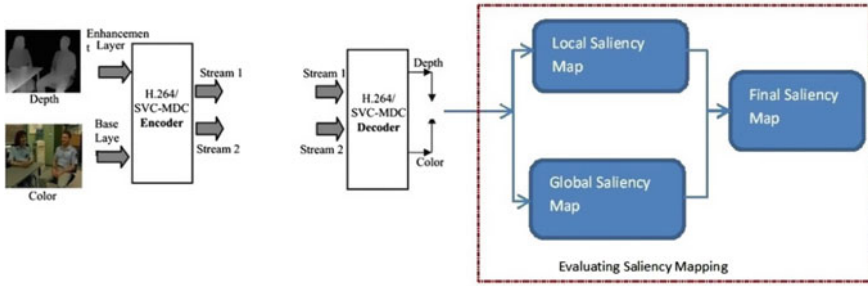 Enhancemen
t Layer
Depth
Base
Laye
Color
H.264/
SVC-MDC
Encoder
Stream 1
Stream 2
Stream 1
Stream 2
H.264/
SVC-MDC
Decoder
Depth
Color
Local Saliency
Map
Global Saliency
Map
Final Saliency
Map
Evaluating Saliency Mapping